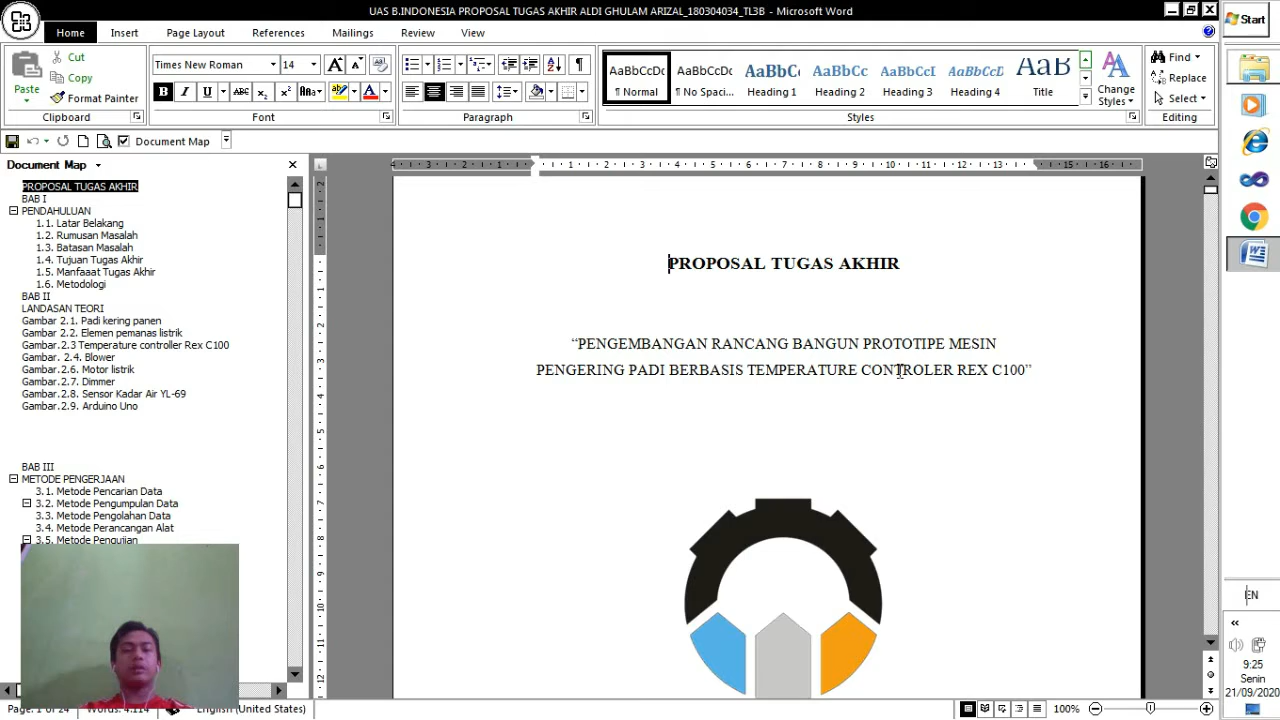 UAS B.INDONESIA PROPOSAL TUGAS AKHIR ALDI GHULAM ARIZAL_180304034_TL3B - Microsoft Word
Home Insert Page Layout References Mailings Review View
Paste
Cut
Copy
Format Painter
Clipboard
Times New Roman 14
Font
Paragraph
AaBbCcDc AaBbCcDc AaBbC AaBbCc AaBbCcI AaBbCcD AaB
¶ Normal ¶ No Spaci... Heading 1 Heading 2 Heading 3 Heading 4 Title
Styles
Change Styles
Find
Replace
Select
Editing
Start
Document Map
Document Map
PROPOSAL TUGAS AKHIR
BAB I
PENDAHULUAN
1.1. Latar Belakang
1.2. Rumusan Masalah
1.3. Batasan Masalah
1.4. Tujuan Tugas Akhir
1.5. Manfaaat Tugas Akhir
1.6. Metodologi
BAB II
LANDASAN TEORI
Gambar 2.1. Padi kering panen
Gambar 2.2. Elemen pemanas listrik
Gambar.2.3 Temperature controller Rex C100
Gambar. 2.4. Blower
Gambar.2.6. Motor listrik
Gambar.2.7. Dimmer
Gambar.2.8. Sensor Kadar Air YL-69
Gambar.2.9. Arduino Uno
BAB III
METODE PENGERJAAN
3.1. Metode Pencarian Data
3.2. Metode Pengumpulan Data
3.3. Metode Pengolahan Data
3.4. Metode Perancangan Alat
3.5. Metode Pengujian
PROPOSAL TUGAS AKHIR
“PENGEMBANGAN RANCANG BANGUN PROTOTIPE MESIN
PENGERING PADI BERBASIS TEMPERATURE CONTROLER REX C100”
Page: 1 of 24 Words: 4.114 English (United States)
100%
EN
9:25
Senin
21/09/2020